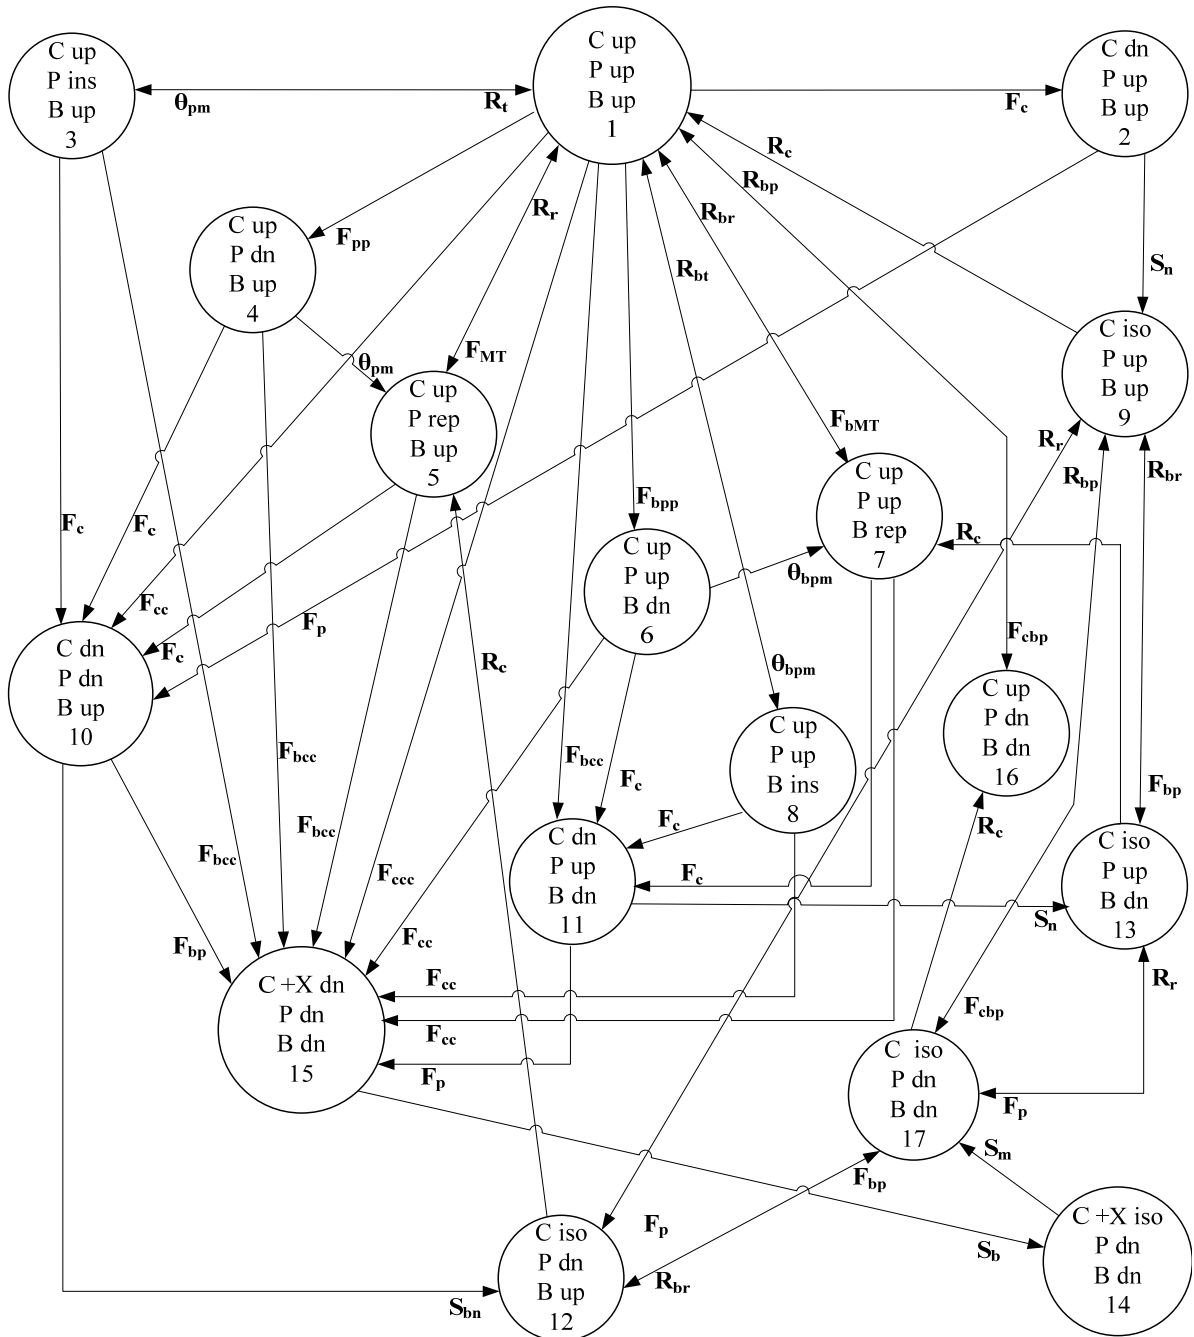 C up
P ins
B up
3
C up
P up
B up
1
C dn
P up
B up
2
θpm
Rt
Fc
Rc
Rbp
Rr
Rbr
Fpp
C up
P dn
B up
4
Rbt
Sn
C iso
P up
B up
9
θpm
FMT
C up
P rep
B up
5
FbMT
Rr
Rbp
Rbr
C up
P up
B rep
7
Fbpp
Fc
Fc
Rc
C up
P up
B dn
6
θbpm
Fcc
Fp
Fc
Fcbp
C dn
P dn
B up
10
Rc
θbpm
C up
P dn
B dn
16
C up
P up
B ins
8
Fbcc
Fbcc
Fc
Fbp
Fbcc
Fc
Rc
C dn
P up
B dn
11
C iso
P up
B dn
13
Fbcc
Fccc
Fc
Sn
Fbp
Fcc
Fcc
Rr
C +X dn
P dn
B dn
15
Fcbp
Fcc
Fp
C iso
P dn
B dn
17
Fp
Sm
Fbp
C +X iso
P dn
B dn
14
Fp
Sb
C iso
P dn
B up
12
Rbr
Sbn